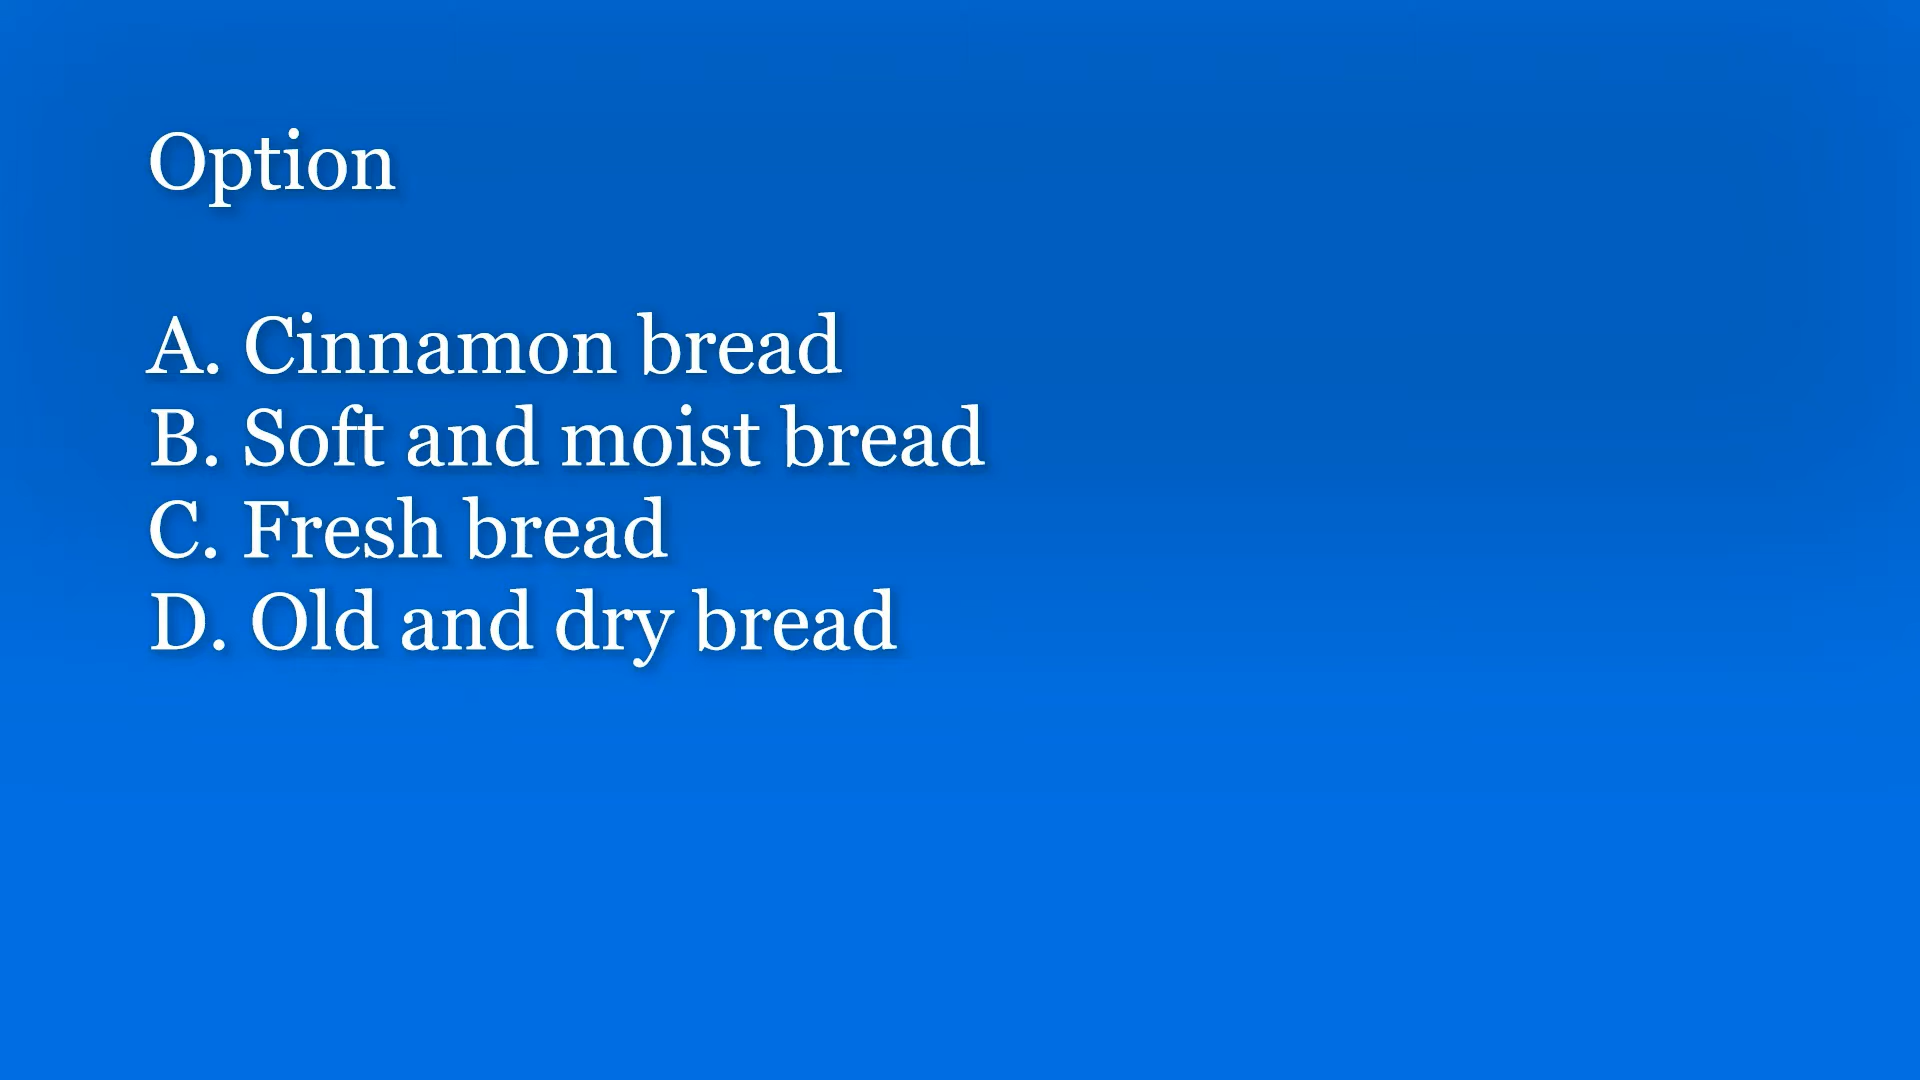 Option
A. Cinnamon bread
B. Soft and moist bread
C. Fresh bread
D. Old and dry bread